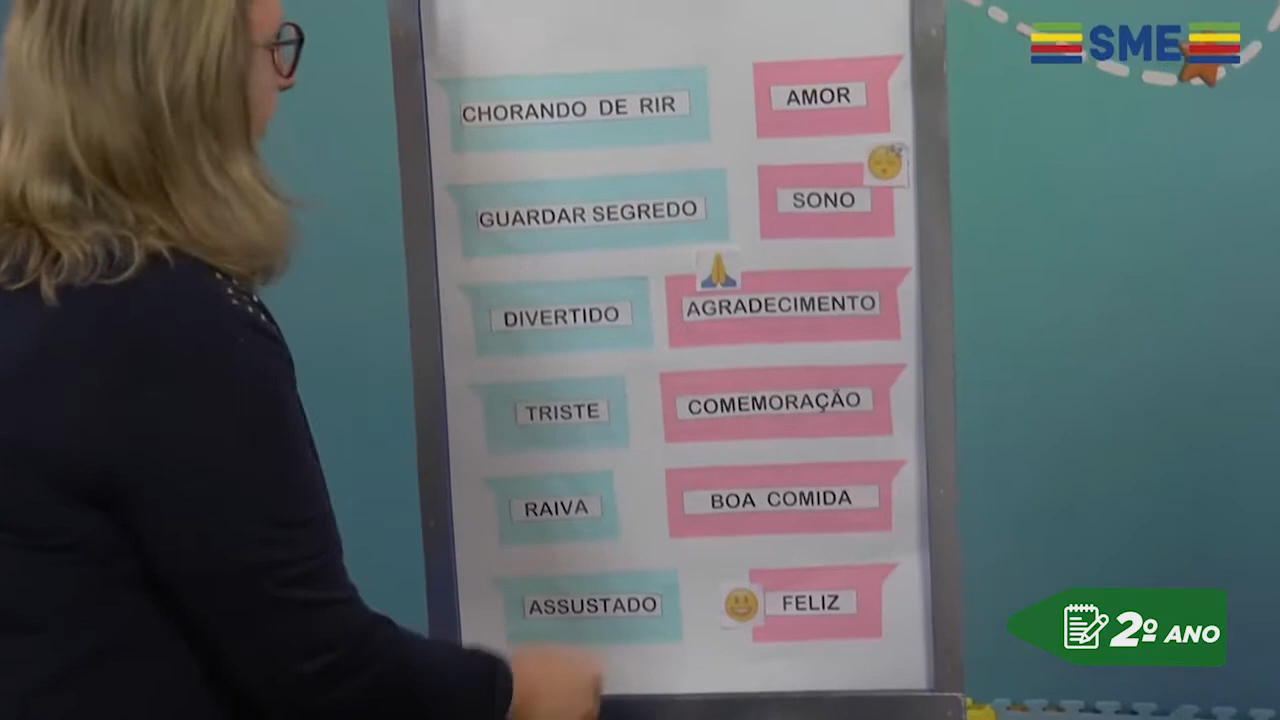 SME
CHORANDO DE RIR
AMOR
GUARDAR SEGREDO
SONO
DIVERTIDO
AGRADECIMENTO
TRISTE
COMEMORAÇÃO
RAIVA
BOA COMIDA
ASSUSTADO
FELIZ
2º ANO